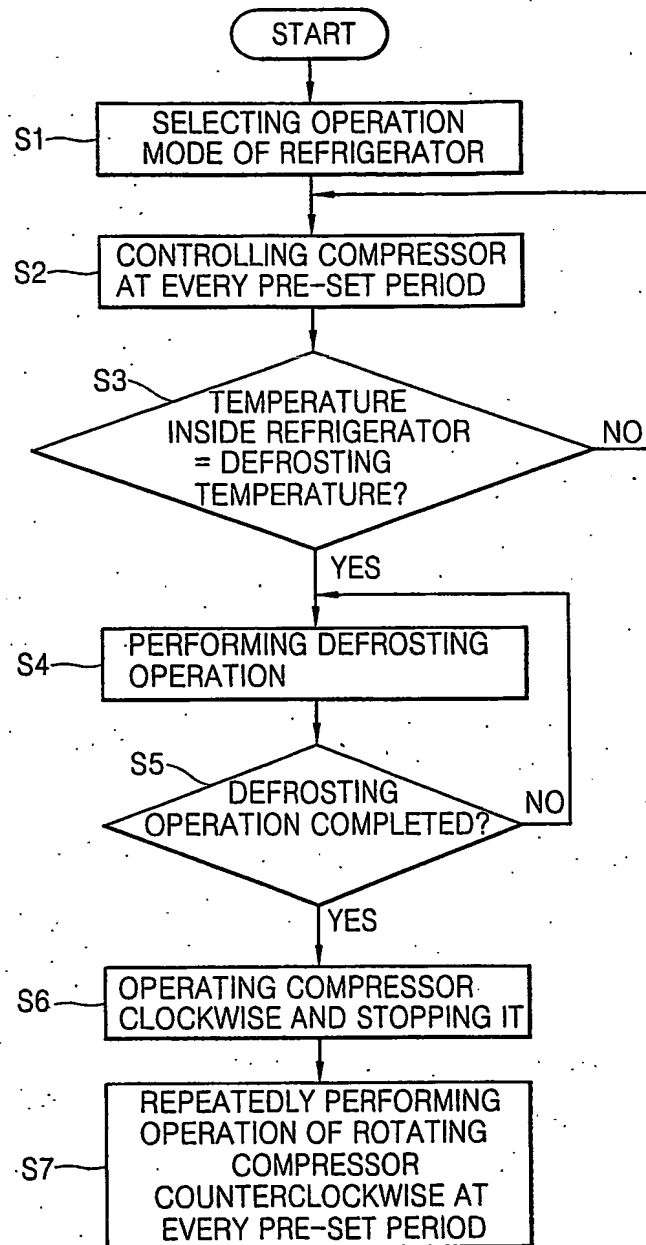 START
S1
SELECTING OPERATION
MODE OF REFRIGERATOR
S2
CONTROLLING COMPRESSOR
AT EVERY PRE-SET PERIOD
S3
TEMPERATURE
INSIDE REFRIGERATOR
= DEFROSTING
TEMPERATURE?
NO
YES
S4
PERFORMING DEFROSTING
OPERATION
S5
DEFROSTING
OPERATION COMPLETED?
NO
YES
S6
OPERATING COMPRESSOR
CLOCKWISE AND STOPPING IT
S7
REPEATEDLY PERFORMING
OPERATION OF ROTATING
COMPRESSOR
COUNTERCLOCKWISE AT
EVERY PRE-SET PERIOD